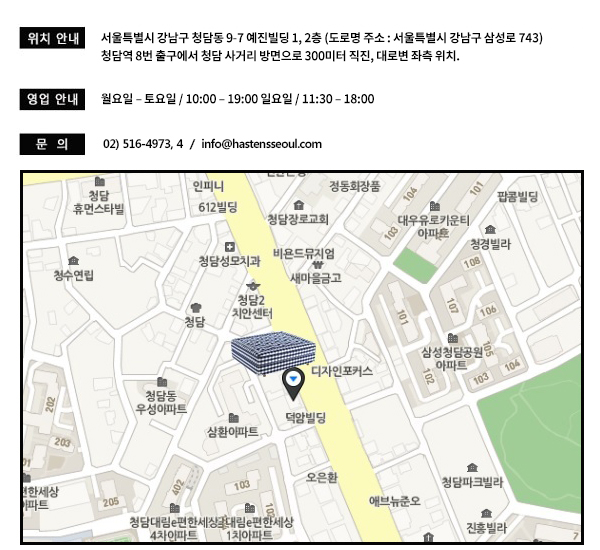 위치 안내
서울특별시 강남구 청담동 9-7 예진빌딩 1, 2층 (도로명 주소 : 서울특별시 강남구 삼성로 743)
청담역 8번 출구에서 청담 사거리 방면으로 300미터 직진, 대로변 좌측 위치.
영업 안내
월요일 – 토요일 / 10:00 – 19:00 일요일 / 11:30 – 18:00
문 의
02) 516-4973, 4 / info@hastensseoul.com
청담
휴먼스타빌
인피니
612빌딩
정동회장품
청담장로교회
104
101
팝콤빌딩
대우유로카운티
아파트
103
청경빌라
108
청담성모치과
비욘드뮤지엄
새마을금고
청수연립
청담2
치안센터
청담
107
106
101
105
삼성청담공원
아파트
102
103
104
디자인포커스
덕암빌딩
청담동
우성아파트
삼환아파트
202
203
205
편한세상
아파트
402
103
오은환
애브뉴준오
청담파크빌라
진흥빌라
청담대림e편한세상
4차아파트
대림e편한세상
1차아파트
7